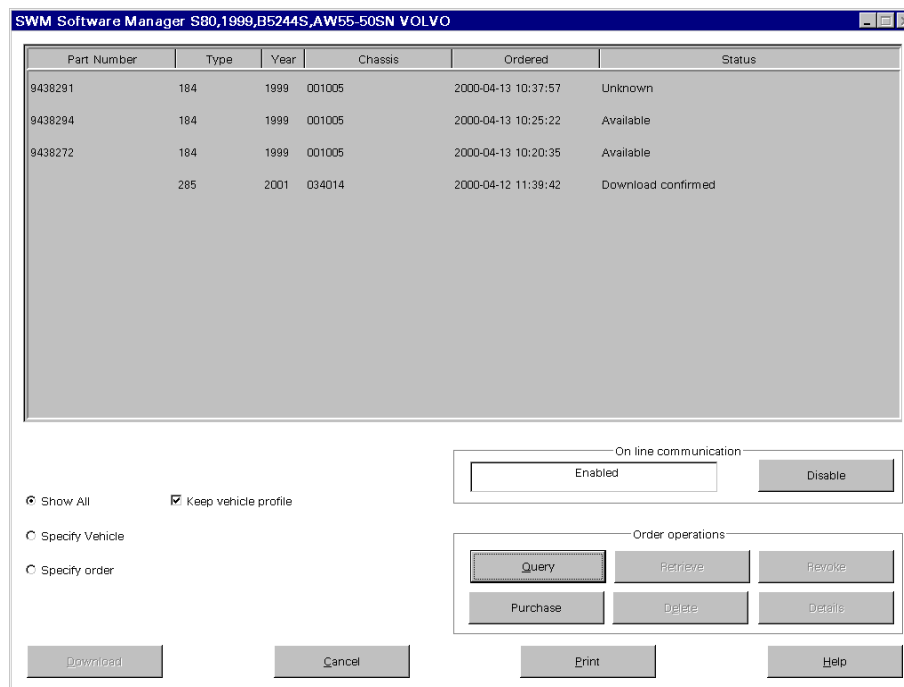 SWM Software Manager S80,1999,B5244S,AW55-50SN VOLVO
Part Number Type Year Chassis Ordered Status
9438291 184 1999 001005 2000-04-13 10:37:57 Unknown
9438294 184 1999 001005 2000-04-13 10:25:22 Available
9438272 184 1999 001005 2000-04-13 10:20:35 Available
285 2001 034014 2000-04-12 11:39:42 Download confirmed
On line communication
Enabled Disable
Show All Keep vehicle profile
Specify Vehicle
Order operations
Specify order
Query Retrieve Revoke
Purchase Delete Details
Download Cancel Print Help